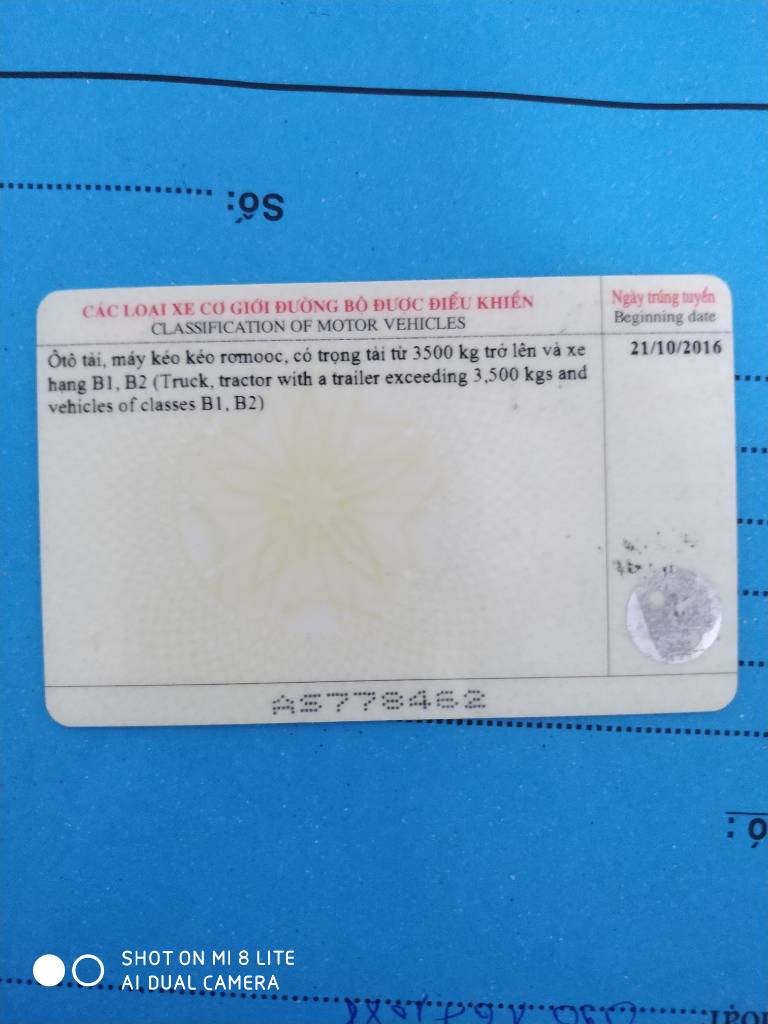 Số:
CÁC LOẠI XE CƠ GIỚI ĐƯỜNG BỘ ĐƯỢC ĐIỀU KHIỂN
CLASSIFICATION OF MOTOR VEHICLES
Ngày trúng tuyển
Beginning date
Ôtô tải, máy kéo kéo rơmooc, có trọng tải từ 3500 kg trở lên và xe
hạng B1, B2 (Truck, tractor with a trailer exceeding 3,500 kgs and
vehicles of classes B1, B2)
21/10/2016
AS778462
SHOT ON MI 8 LITE
AI DUAL CAMERA